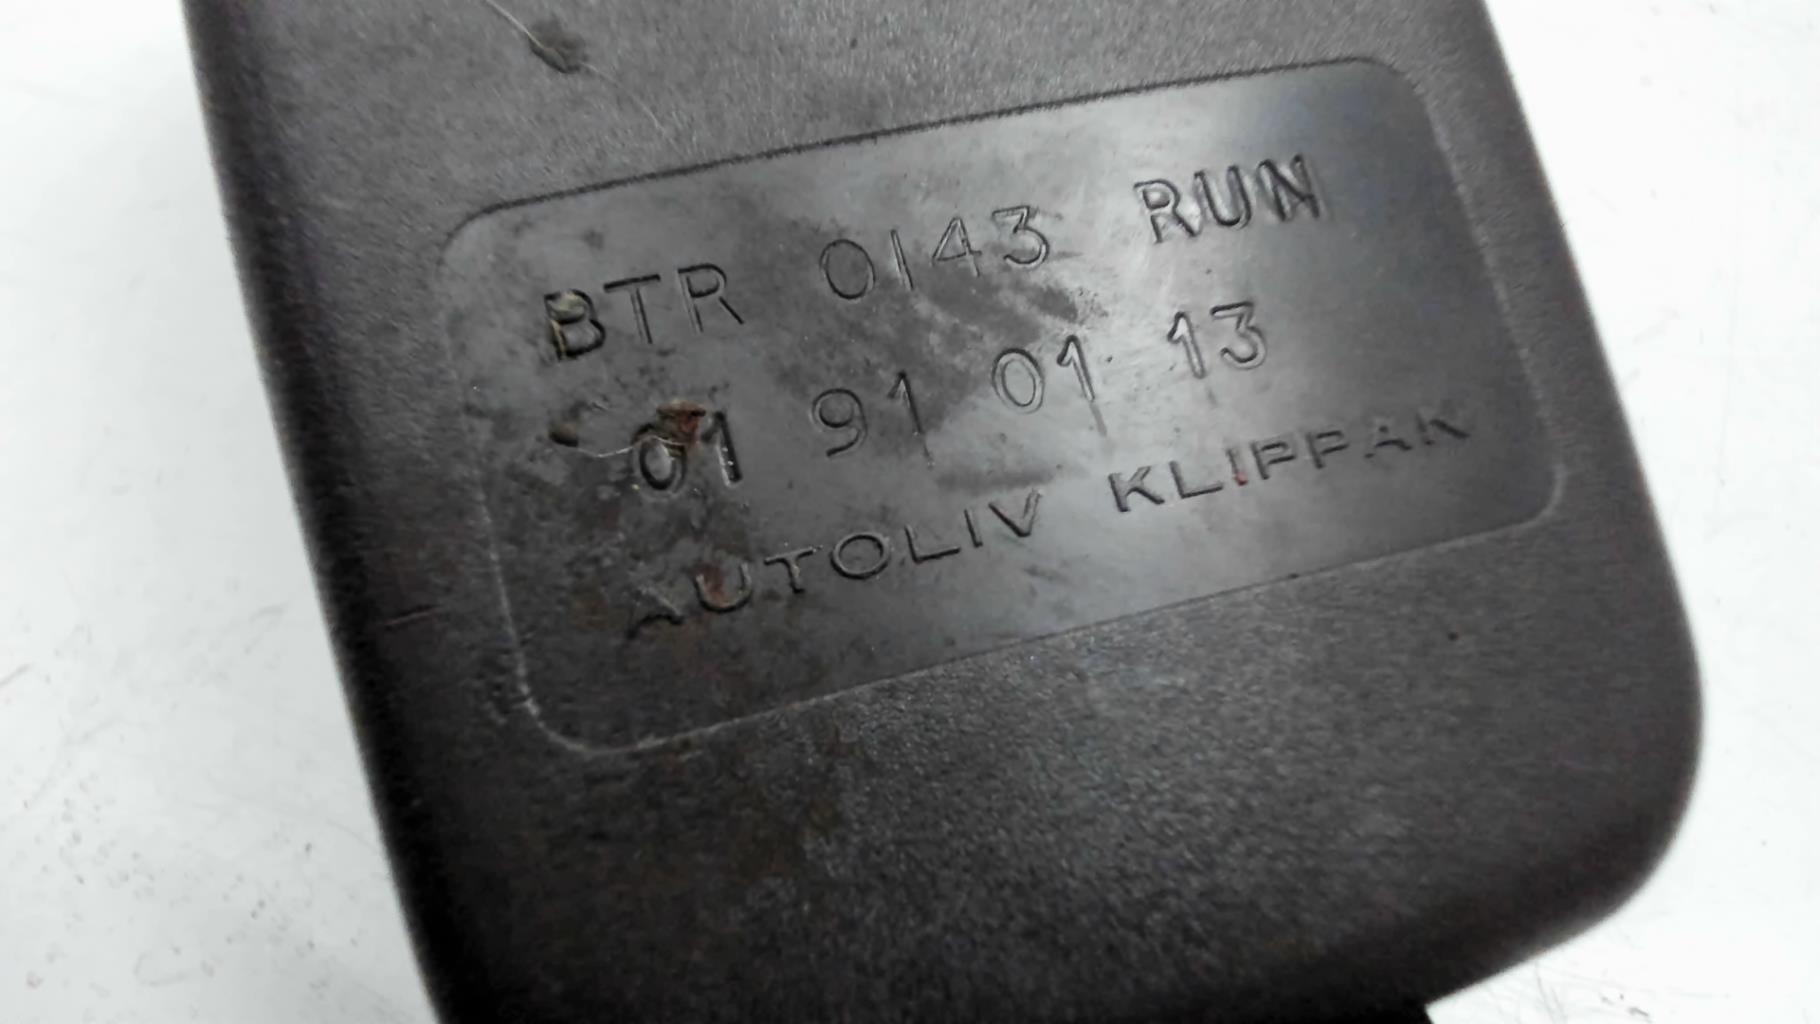 BTR 0143 RUN
01 91 01 13
AUTOLIV KLIPPAN